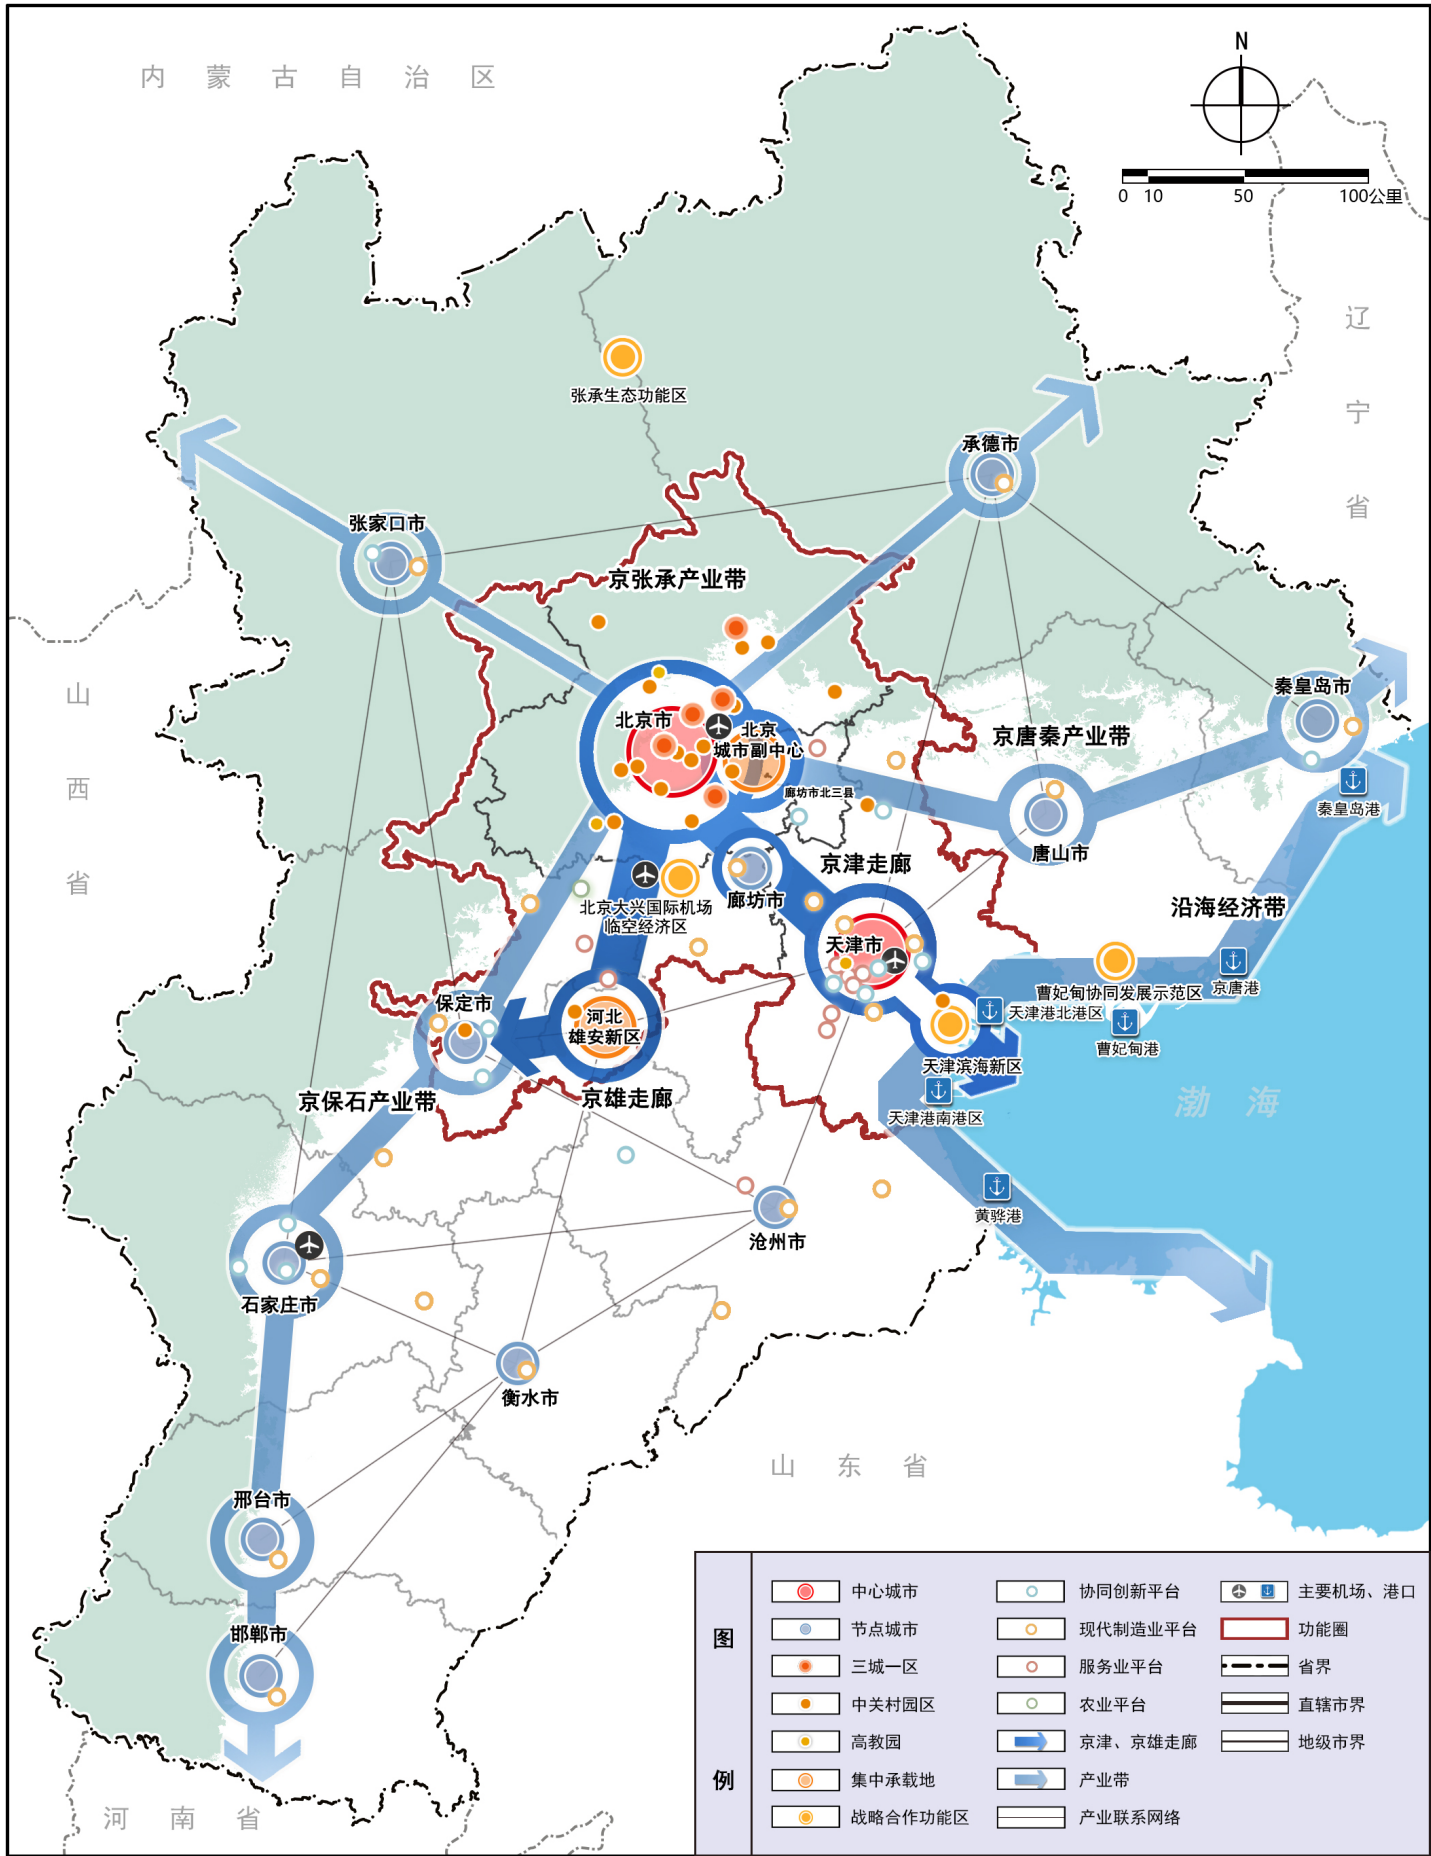 内蒙古自治区
N
0 10 50 100公里
辽宁省
张承生态功能区
承德市
张家口市
京张承产业带
山西省
秦皇岛市
北京市
北京
城市副中心
京唐秦产业带
廊坊市北三县
秦皇岛港
唐山市
京津走廊
廊坊市
北京大兴国际机场
临空经济区
沿海经济带
天津市
京唐港
曹妃甸协同发展示范区
保定市
河北
雄安新区
天津港北港区
曹妃甸港
天津滨海新区
京保石产业带
京雄走廊
天津港南港区
渤海
黄骅港
沧州市
石家庄市
衡水市
山东省
邢台市
邯郸市
河南省
图例
中心城市
节点城市
三城一区
中关村园区
高教园
集中承载地
战略合作功能区
协同创新平台
现代制造业平台
服务业平台
农业平台
京津、京雄走廊
产业带
产业联系网络
主要机场、港口
功能圈
省界
直辖市界
地级市界